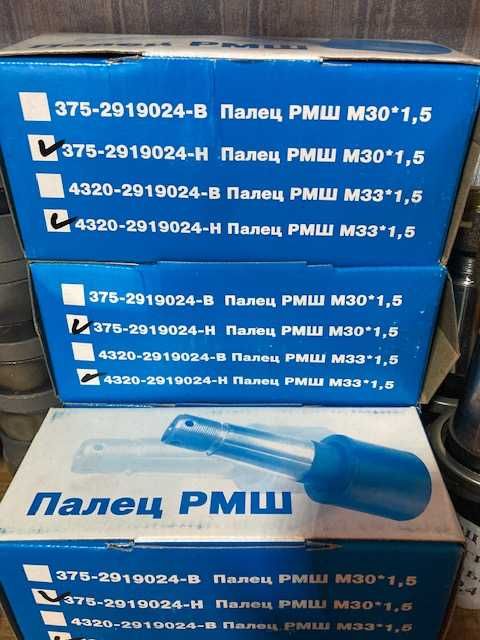 Палец РМШ
375-2919024-В Палец РМШ М30*1,5
375-2919024-Н Палец РМШ М30*1,5
4320-2919024-В Палец РМШ М33*1,5
4320-2919024-Н Палец РМШ М33*1,5
375-2919024-В Палец РМШ М30*1,5
375-2919024-Н Палец РМШ М30*1,5
4320-2919024-В Палец РМШ М33*1,5
4320-2919024-Н Палец РМШ М33*1,5
Палец РМШ
375-2919024-В Палец РМШ М30*1,5
375-2919024-Н Палец РМШ М30*1,5
4320-2919024-В Палец РМШ М33*1,5